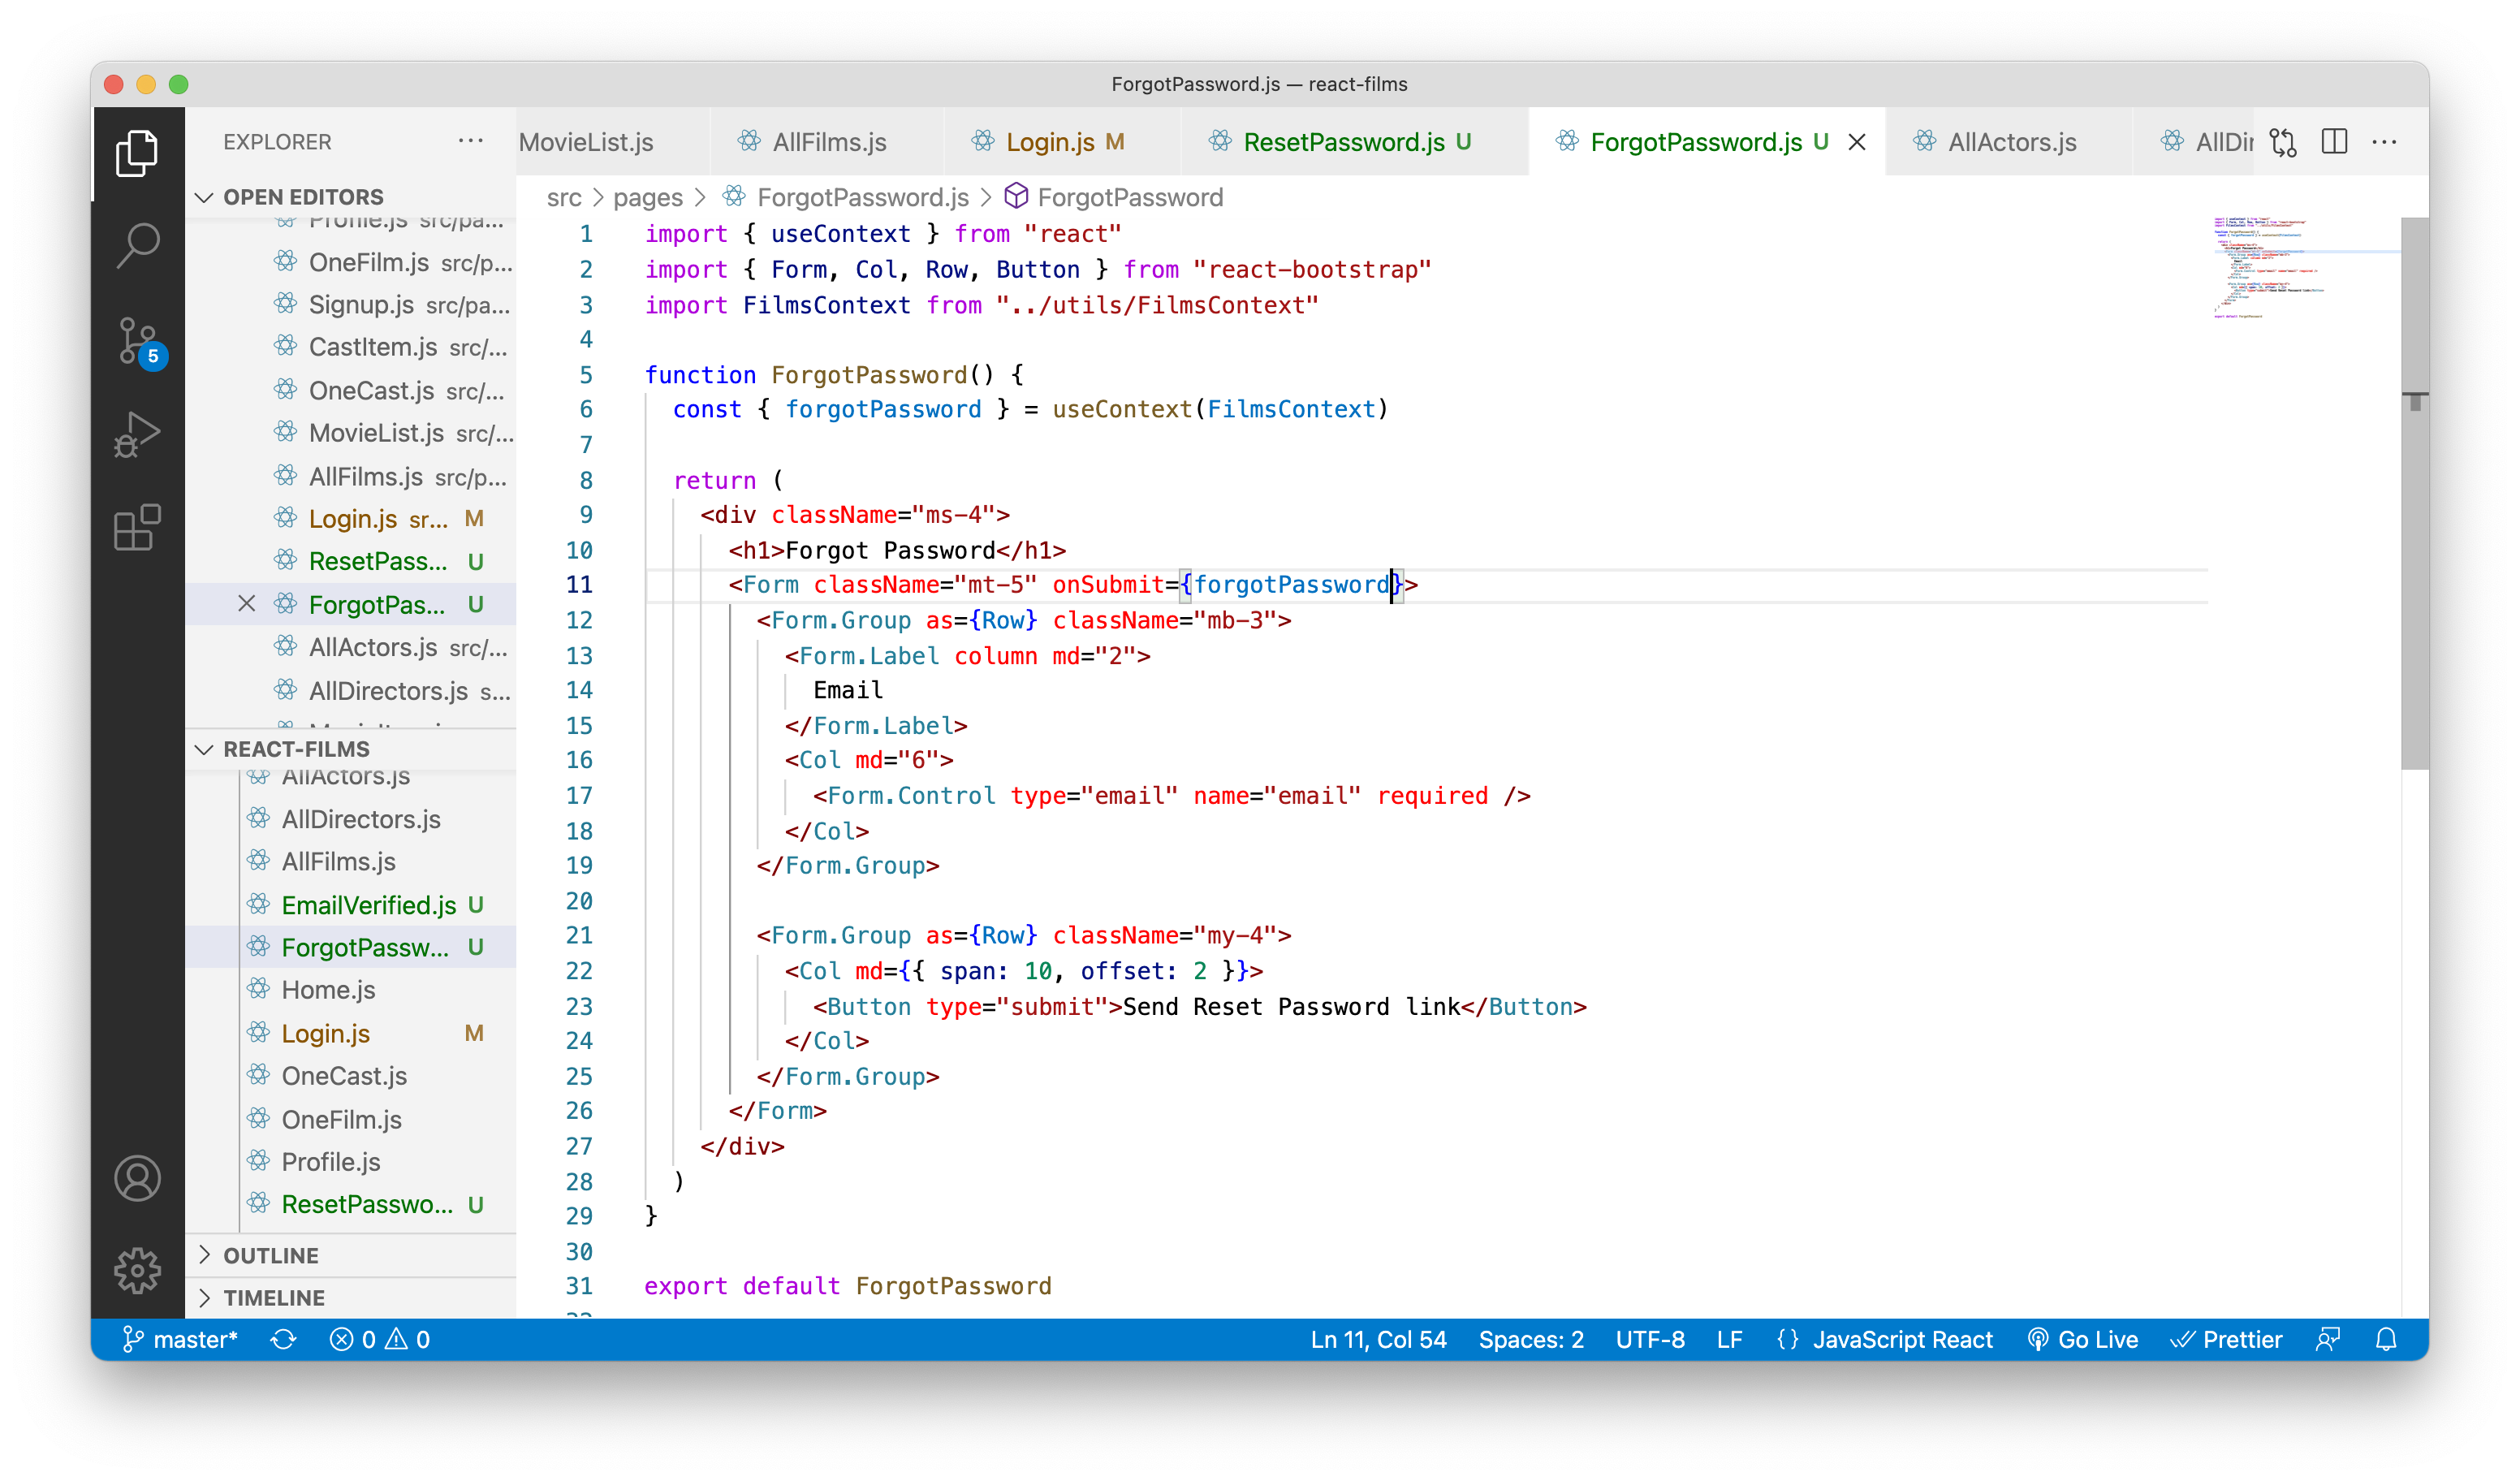 ForgotPassword.js — react-films
EXPLORER
MovieList.js
AllFilms.js
Login.js M
ResetPassword.js U
ForgotPassword.js U
AllActors.js
AllDir
src > pages > ForgotPassword.js > ForgotPassword
OPEN EDITORS
Profile.js src/pa...
OneFilm.js src/p...
Signup.js src/pa...
CastItem.js src/...
OneCast.js src/...
MovieList.js src/...
AllFilms.js src/p...
Login.js sr... M
ResetPass... U
ForgotPas... U
AllActors.js src/...
AllDirectors.js s...
5
REACT-FILMS
AllActors.js
AllDirectors.js
AllFilms.js
EmailVerified.js U
ForgotPassw... U
Home.js
Login.js M
OneCast.js
OneFilm.js
Profile.js
ResetPasswo... U
OUTLINE
TIMELINE
1 import { useContext } from "react"
2 import { Form, Col, Row, Button } from "react-bootstrap"
3 import FilmsContext from "../utils/FilmsContext"
4
5 function ForgotPassword() {
6 const { forgotPassword } = useContext(FilmsContext)
7
8 return (
9 <div className="ms-4">
10 <h1>Forgot Password</h1>
11 <Form className="mt-5" onSubmit={forgotPassword}>
12 <Form.Group as={Row} className="mb-3">
13 <Form.Label column md="2">
14 Email
15 </Form.Label>
16 <Col md="6">
17 <Form.Control type="email" name="email" required />
18 </Col>
19 </Form.Group>
20
21 <Form.Group as={Row} className="my-4">
22 <Col md={{ span: 10, offset: 2 }}>
23 <Button type="submit">Send Reset Password link</Button>
24 </Col>
25 </Form.Group>
26 </Form>
27 </div>
28 )
29 }
30
31 export default ForgotPassword
master* 0 0 Ln 11, Col 54 Spaces: 2 UTF-8 LF {} JavaScript React Go Live Prettier